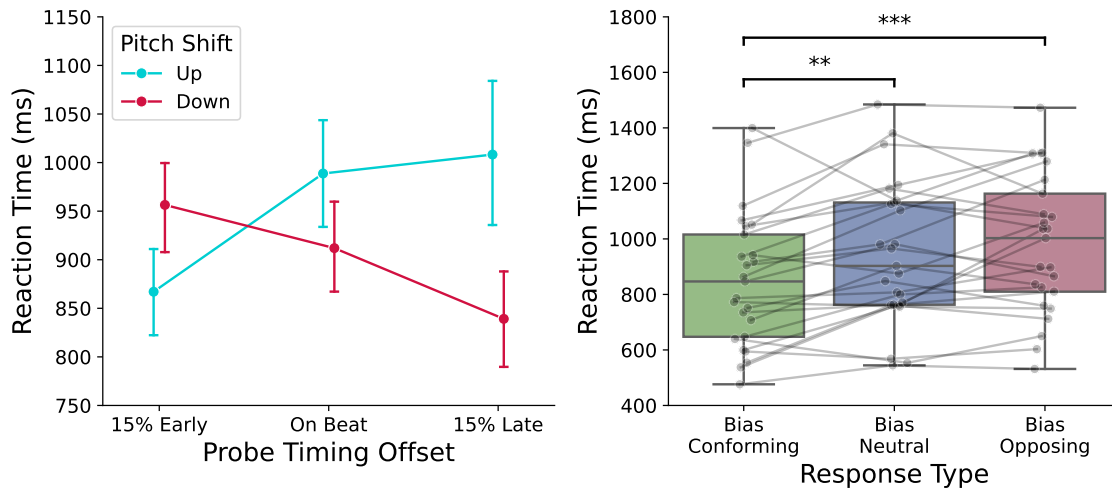 1150
1100
1050
1000
950
900
850
800
750
Reaction Time (ms)
Pitch Shift
Up
Down
15% Early
On Beat
15% Late
Probe Timing Offset
1800
1600
1400
1200
1000
800
600
400
Reaction Time (ms)
***
**
Bias
Conforming
Bias
Neutral
Bias
Opposing
Response Type